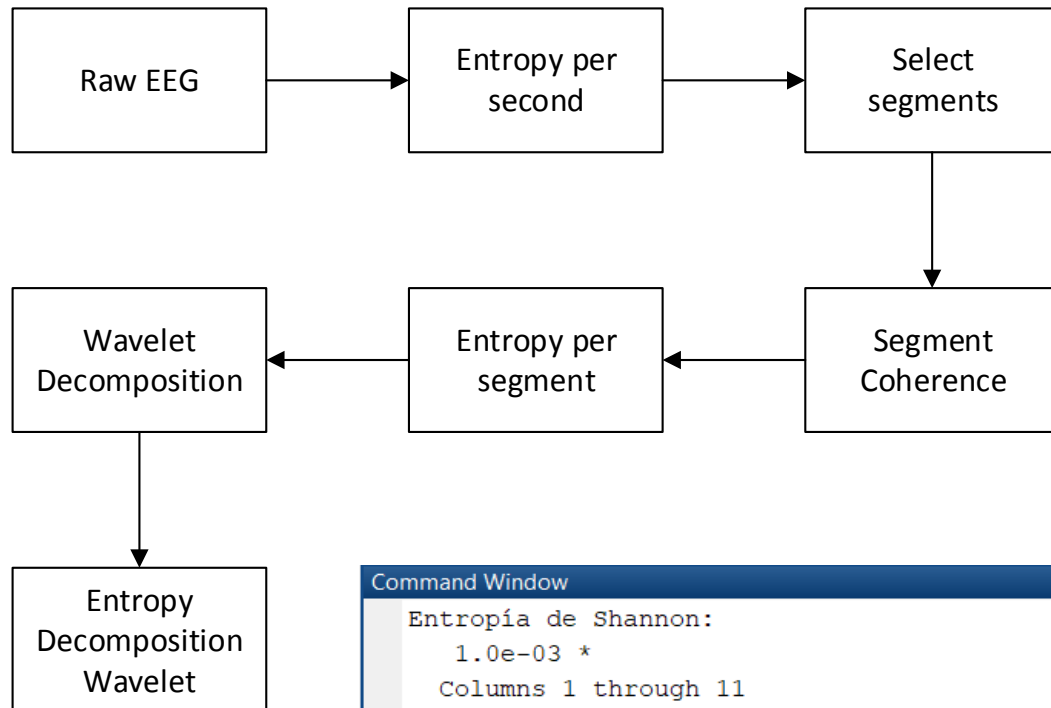 Raw EEG
Entropy per
second
Select
segments
Wavelet
Decomposition
Entropy per
segment
Segment
Coherence
Entropy
Decomposition
Wavelet
Command Window
Entropía de Shannon:
1.0e-03 *
Columns 1 through 11